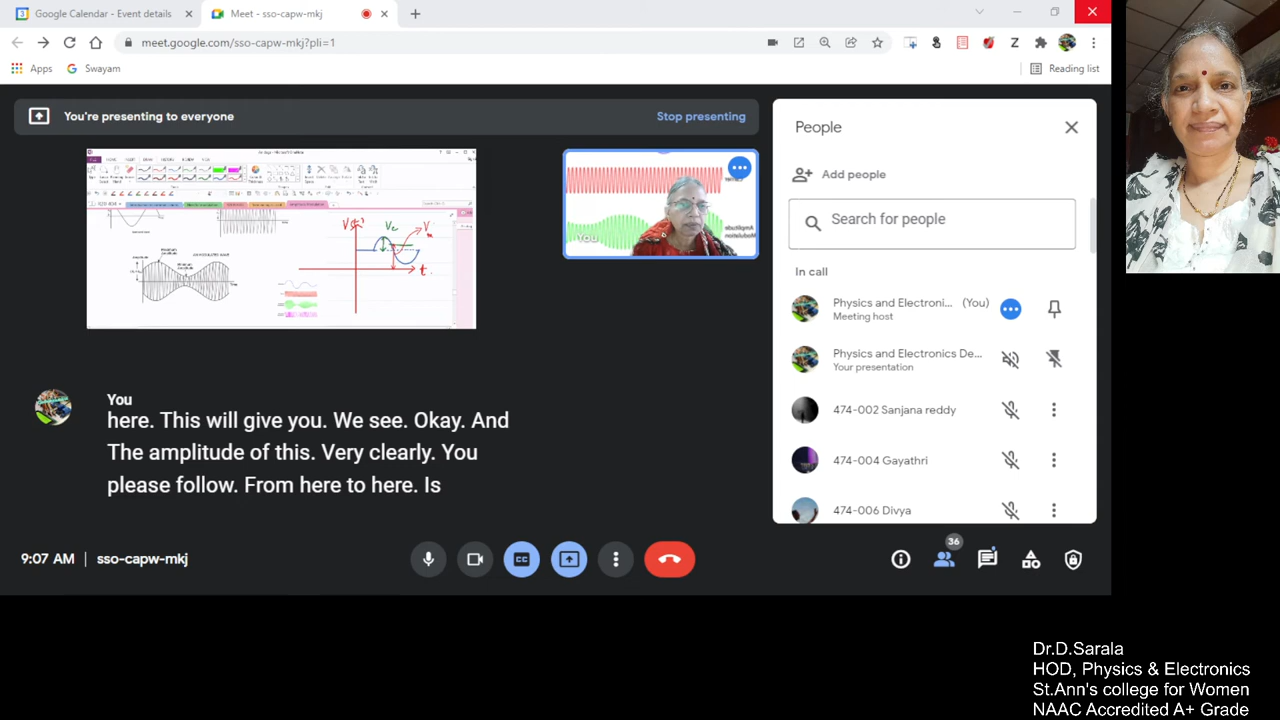 Google Calendar - Event details
Meet - sso-capw-mkj
meet.google.com/sso-capw-mkj?pli=1
Z
Apps
Swayam
Reading list
You're presenting to everyone
Stop presenting
V
Vc
t
You
People
Add people
Search for people
In call
Physics and Electroni... (You)
Meeting host
Physics and Electronics De...
Your presentation
474-002 Sanjana reddy
474-004 Gayathri
474-006 Divya
You
here. This will give you. We see. Okay. And
The amplitude of this. Very clearly. You
please follow. From here to here. Is
9:07 AM | sso-capw-mkj
CC
36
Dr.D.Sarala
HOD, Physics & Electronics
St.Ann's college for Women
NAAC Accredited A+ Grade